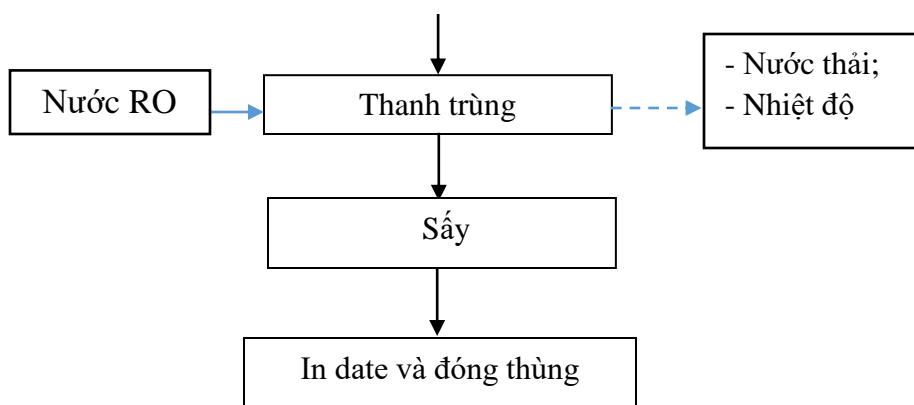 Nước RO
Thanh trùng
- Nước thải;
- Nhiệt độ
Sấy
In date và đóng thùng